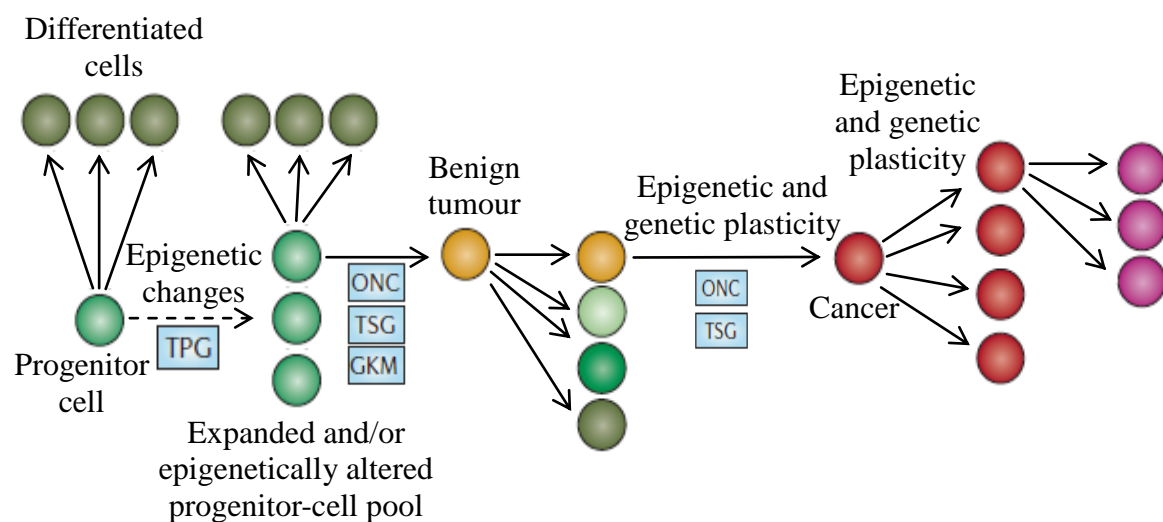 Differentiated
cells
Progenitor
cell
Epigenetic
changes
TPG
Expanded and/or
epigenetically altered
progenitor-cell pool
ONC
TSG
GKM
Benign
tumour
Epigenetic and
genetic plasticity
ONC
TSG
Cancer
Epigenetic
and genetic
plasticity